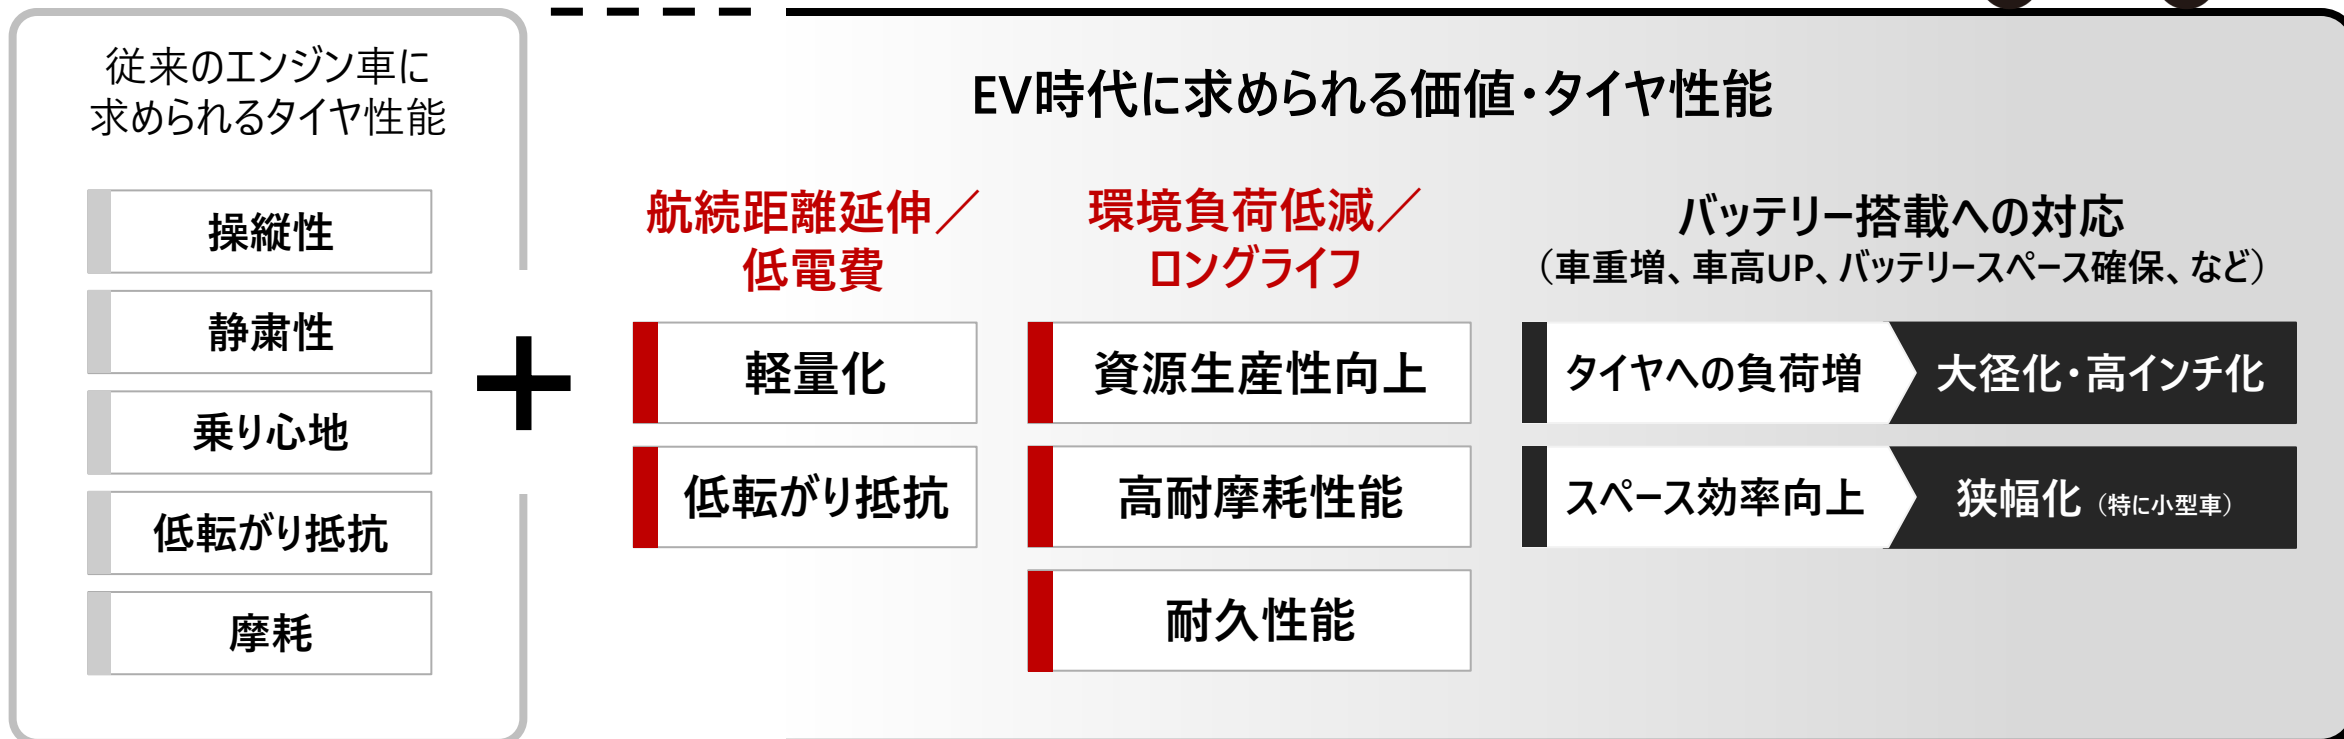 従来のエンジン車に
求められるタイヤ性能
操縦性
静粛性
乗り心地
低転がり抵抗
摩耗
+
EV時代に求められる価値・タイヤ性能
航続距離延伸／
低電費
軽量化
低転がり抵抗
環境負荷低減／
ロングライフ
資源生産性向上
高耐摩耗性能
耐久性能
バッテリー搭載への対応
（車重増、車高UP、バッテリースペース確保、など）
タイヤへの負荷増 大径化・高インチ化
スペース効率向上 狭幅化（特に小型車）